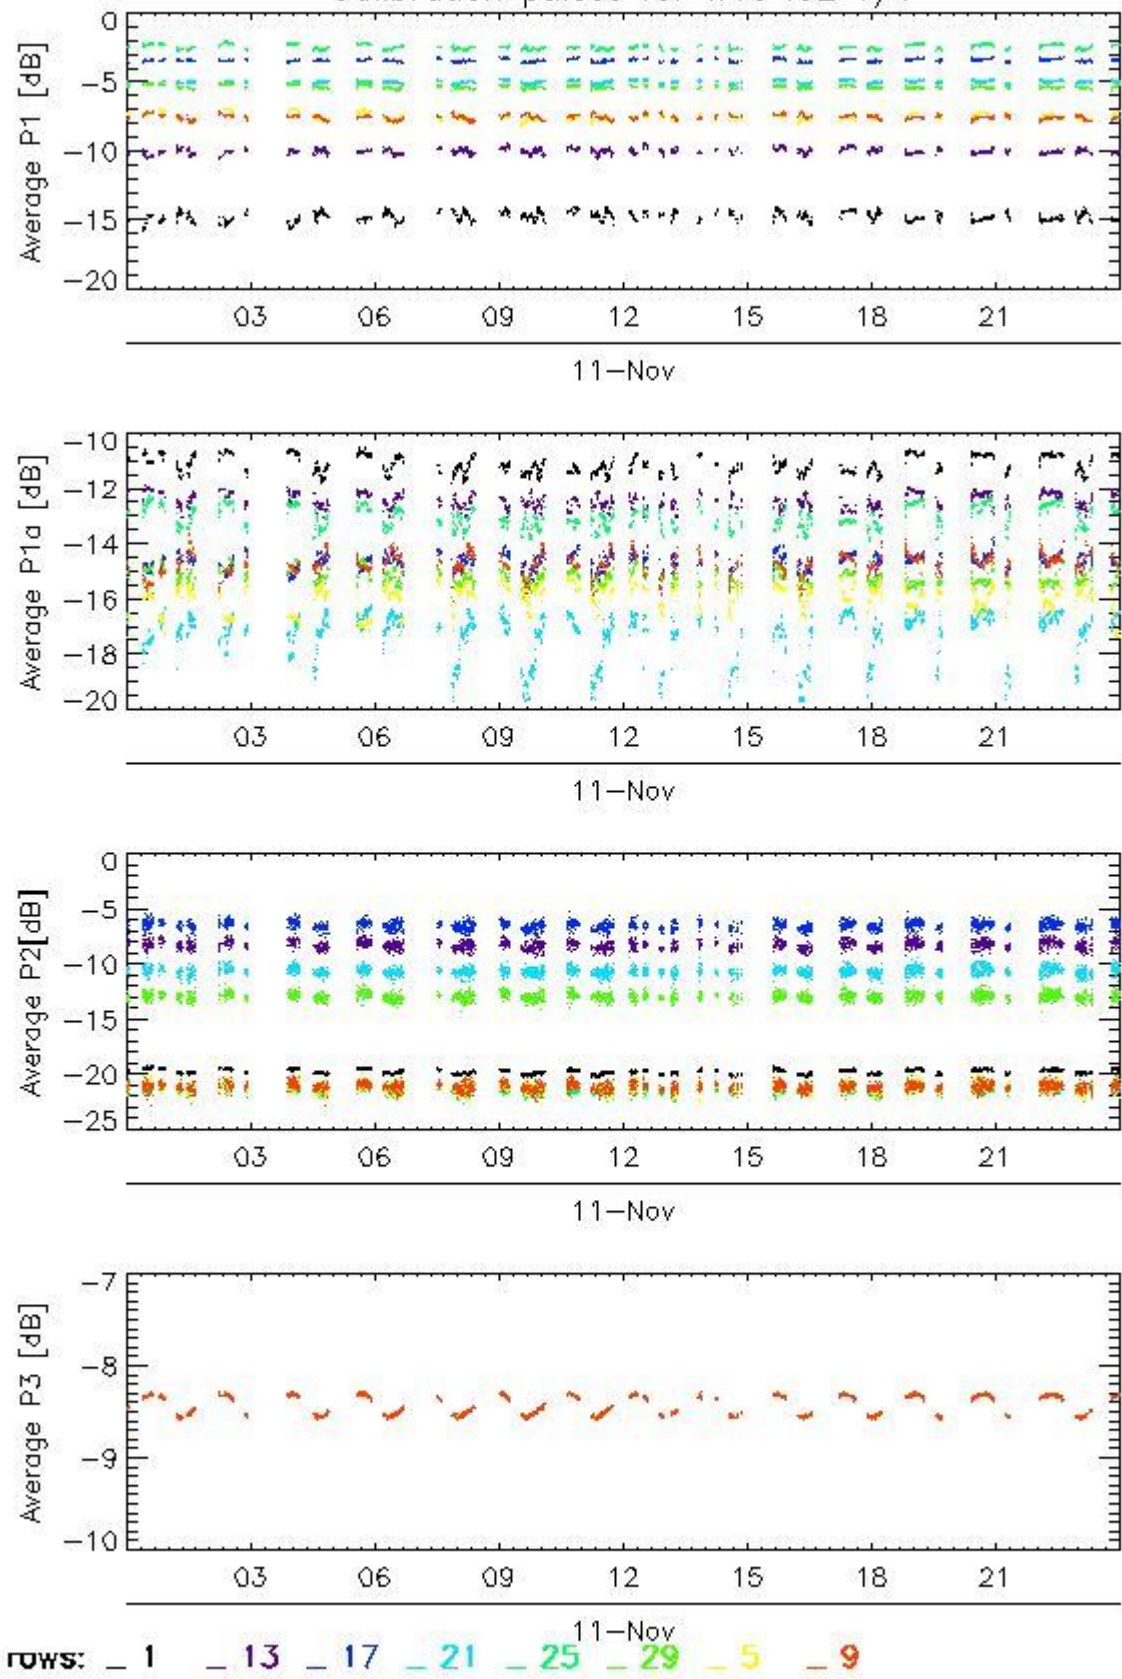 0
-5
-10
-15
-20
Average P1 [dB]
03 06 09 12 15 18 21
11-Nov
-10
-12
-14
-16
-18
-20
Average P1a [dB]
03 06 09 12 15 18 21
11-Nov
0
-5
-10
-15
-20
-25
Average P2[dB]
03 06 09 12 15 18 21
11-Nov
-7
-8
-9
-10
Average P3 [dB]
03 06 09 12 15 18 21
11-Nov
rows: _ 1 _ 13 _ 17 _ 21 _ 25 _ 29 _ 5 _ 9